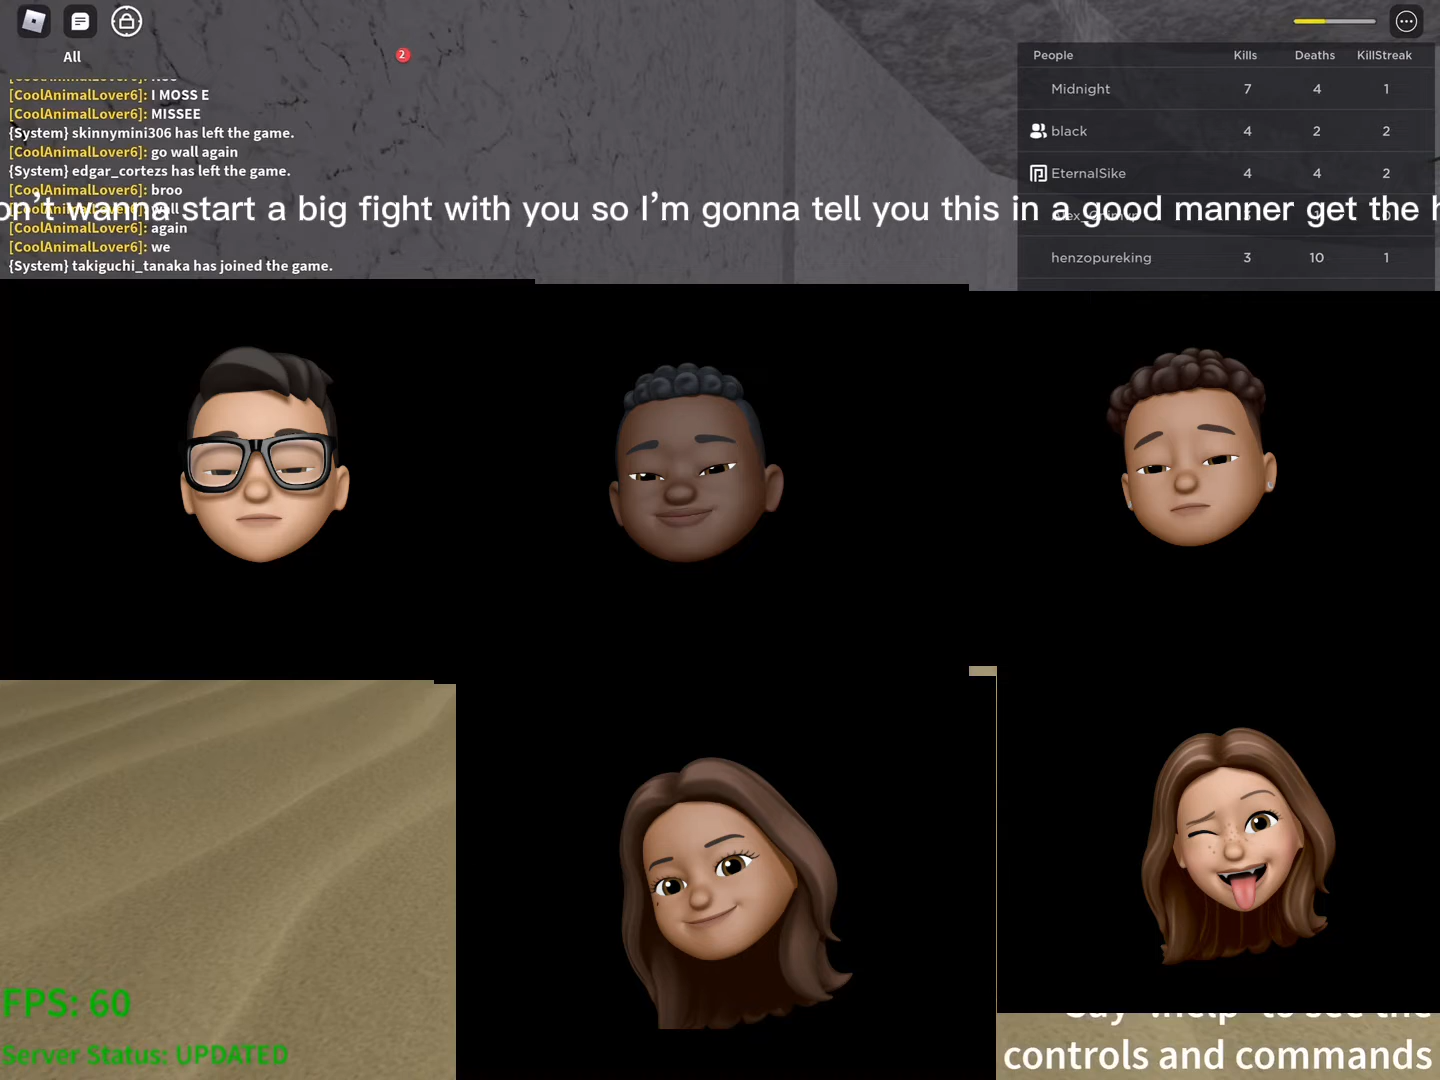 All
2
[CoolAnimalLover6]: I MOSS E
[CoolAnimalLover6]: MISSEE
{System} skinnymini306 has left the game.
[CoolAnimalLover6]: go wall again
{System} edgar_cortezs has left the game.
[CoolAnimalLover6]: broo
wanna start a big fight with you so I'm gonna tell you this in a good manner get the
[CoolAnimalLover6]: again
[CoolAnimalLover6]: we
{System} takiguchi_tanaka has joined the game.
People Kills Deaths KillStreak
Midnight 7 4 1
black 4 2 2
EternalSike 4 4 2
henzopureking 3 10 1
FPS: 60
Server Status: UPDATED
to see the
controls and commands